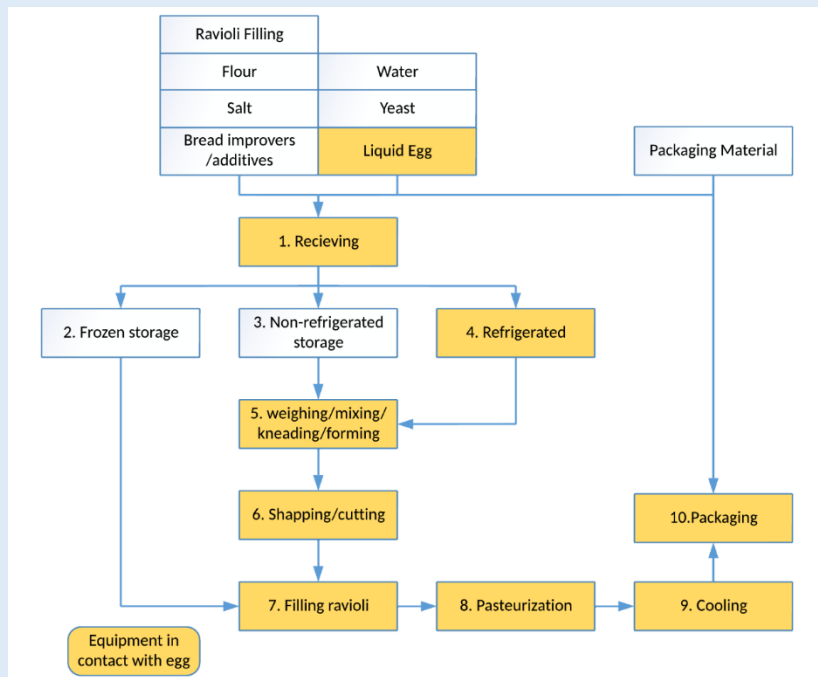 Ravioli Filling
Flour
Water
Salt
Yeast
Bread improvers
/additives
Liquid Egg
Packaging Material
1. Recieving
2. Frozen storage
3. Non-refrigerated
storage
4. Refrigerated
5. weighing/mixing/
kneading/forming
6. Shapping/cutting
10.Packaging
7. Filling ravioli
8. Pasteurization
9. Cooling
Equipment in
contact with egg